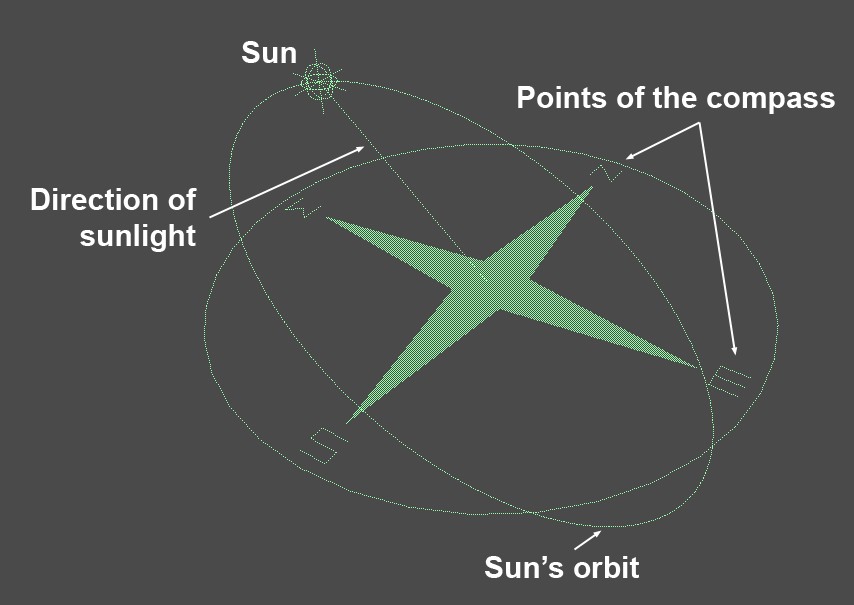 Sun
Points of the compass
Direction of
sunlight
N
W
E
S
Sun's orbit